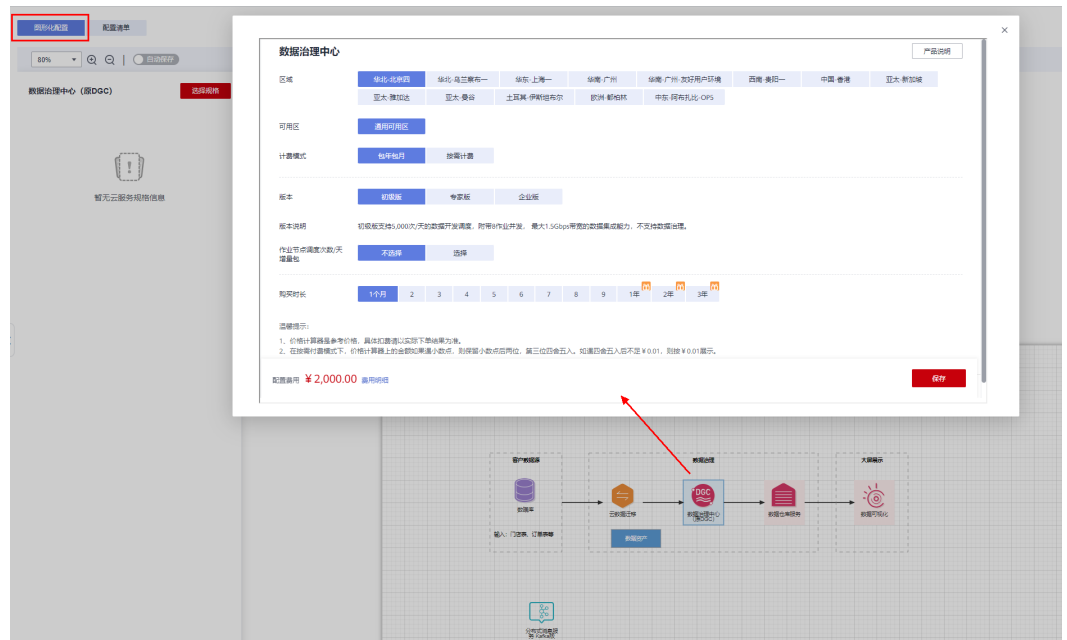 图形化配置 配置清单
80% 自动保存
数据治理中心（原DGC） 选择规格
暂无云服务规格信息
数据治理中心 产品说明
区域 华北-北京四 华北-乌兰察布一 华东-上海一 华南-广州 华南-广州-友好用户环境 西南-贵阳一 中国-香港 亚太-新加坡
亚太-雅加达 亚太-曼谷 土耳其-伊斯坦布尔 欧洲-都柏林 中东-阿布扎比-OP5
可用区 通用可用区
计费模式 包年包月 按需计费
版本 初级版 专家版 企业版
版本说明 初级版支持5,000次/天的数据开发调度，附带8作业并发， 最大1.5Gbps带宽的数据集成能力，不支持数据治理。
作业节点调度次数/天
增量包 不选择 选择
购买时长 1个月 2 3 4 5 6 7 8 9 1年 2年 3年
温馨提示：
1、价格计算器是参考价格，具体扣费请以实际下单结果为准。
2、在按需付费模式下，价格计算器上的金额如果遇小数点，则保留小数点后两位，第三位四舍五入。如遇四舍五入后不足￥0.01，则按￥0.01展示。
配置费用 ￥2,000.00 费用明细 保存
客户数据源 数据治理 大屏展示
DGC
数据库 云数据迁移 数据治理中心 数据仓库服务 数据可视化
（原DGC）
输入：门店表、订单表等 数据资产
分布式消息服
务 Kafka版